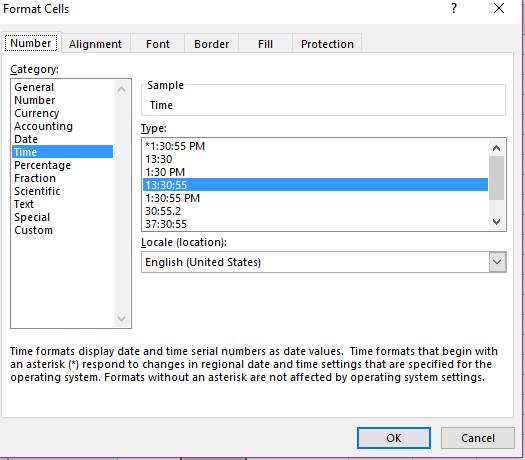 Format Cells ? ×
Number Alignment Font Border Fill Protection
Category:
General
Number
Currency
Accounting
Date
Time
Percentage
Fraction
Scientific
Text
Special
Custom
Sample
Time
Type:
*1:30:55 PM
13:30
1:30 PM
13:30:55
1:30:55 PM
30:55.2
37:30:55
Locale (location):
English (United States)
Time formats display date and time serial numbers as date values. Time formats that begin with
an asterisk (*) respond to changes in regional date and time settings that are specified for the
operating system. Formats without an asterisk are not affected by operating system settings.
OK Cancel